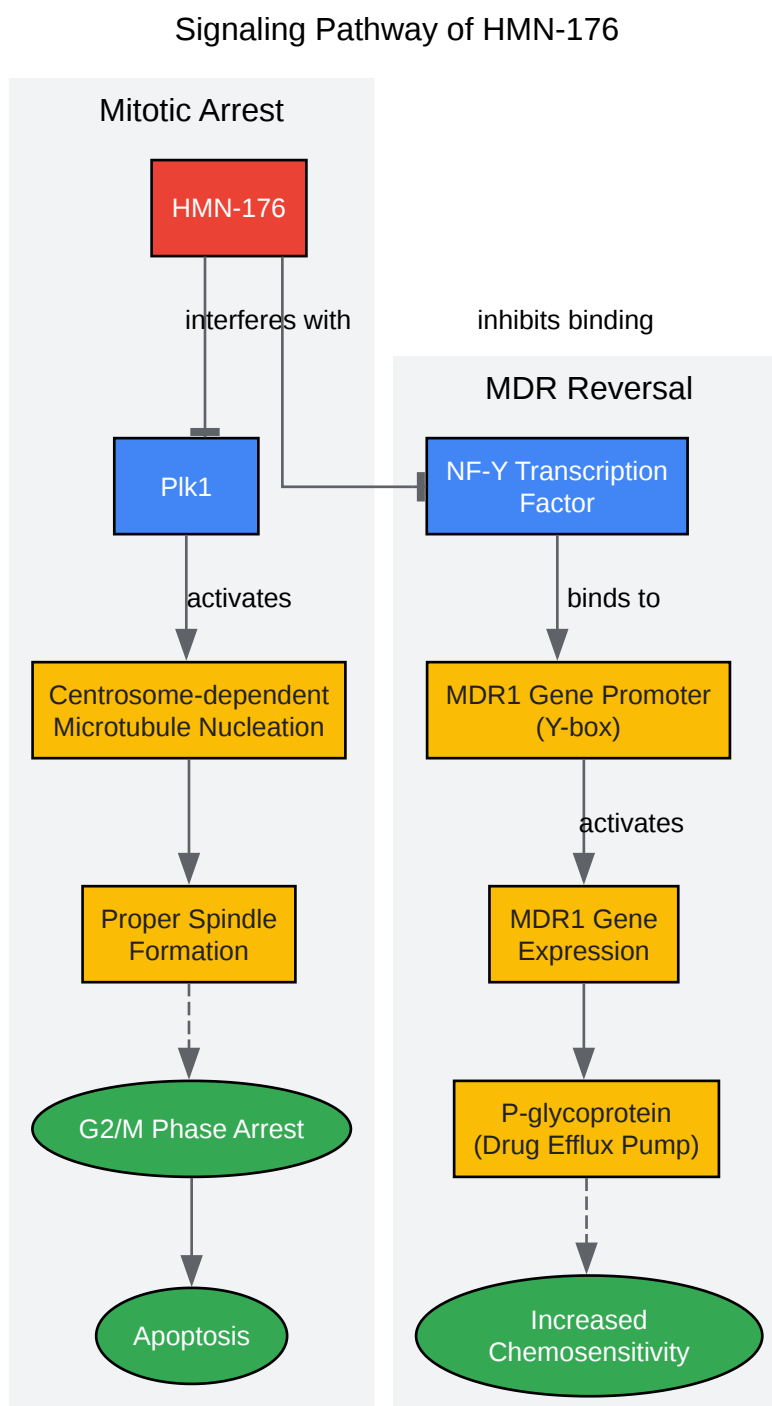 Signaling Pathway of HMN-176
Mitotic Arrest
HMN-176
interferes with
inhibits binding
MDR Reversal
Plk1
NF-Y Transcription
Factor
activates
binds to
Centrosome-dependent
Microtubule Nucleation
MDR1 Gene Promoter
(Y-box)
activates
Proper Spindle
Formation
MDR1 Gene
Expression
G2/M Phase Arrest
P-glycoprotein
(Drug Efflux Pump)
Apoptosis
Increased
Chemosensitivity